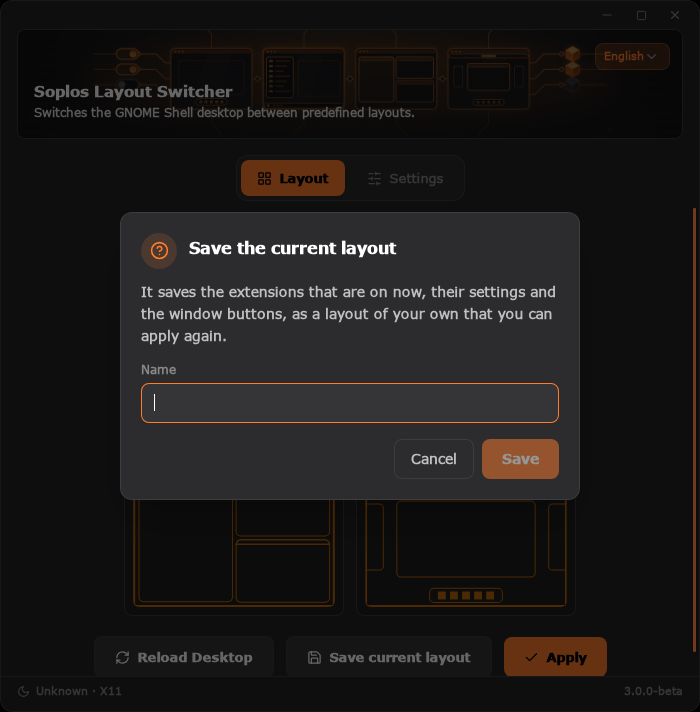 English
Soplos Layout Switcher
Switches the GNOME Shell desktop between predefined layouts.
Layout
Settings
Save the current layout
It saves the extensions that are on now, their settings and
the window buttons, as a layout of your own that you can
apply again.
Name
Cancel
Save
Reload Desktop
Save current layout
Apply
Unknown · X11
3.0.0-beta